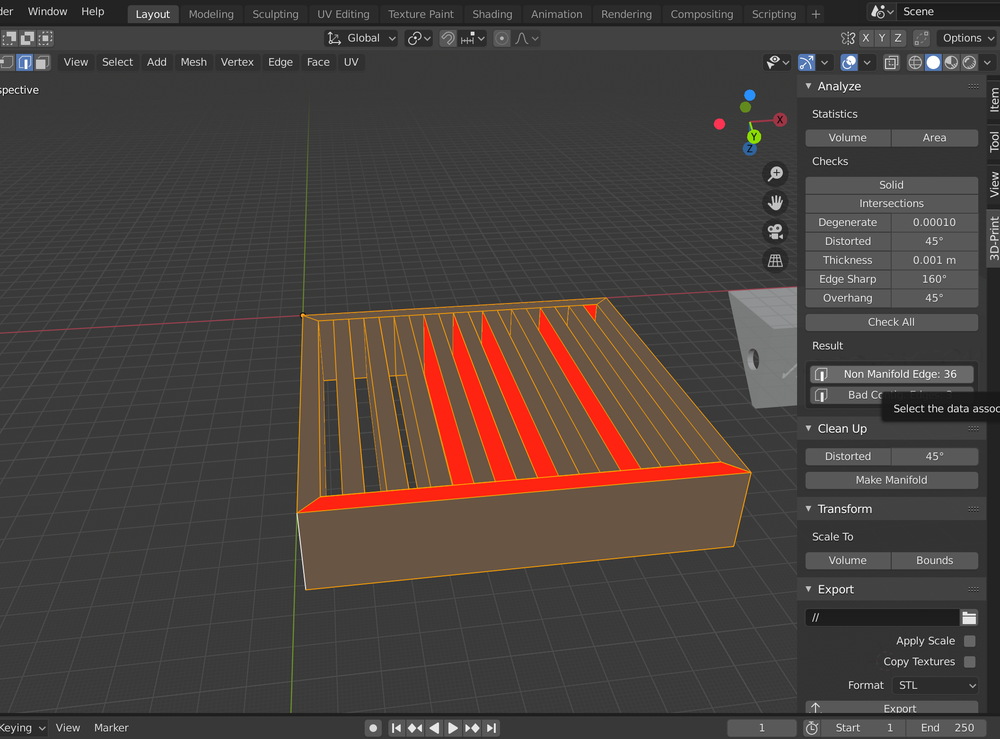 der Window Help Layout Modeling Sculpting UV Editing Texture Paint Shading Animation Rendering Compositing Scripting + Scene
Global X Y Z Options
View Select Add Mesh Vertex Edge Face UV
spective
X
Y
Z
Analyze
Statistics
Volume Area
Checks
Solid
Intersections
Degenerate 0.00010
Distorted 45°
Thickness 0.001 m
Edge Sharp 160°
Overhang 45°
Check All
Result
Non Manifold Edge: 36
Bad Contig. Edges: 3
Select the data assoc
Clean Up
Distorted 45°
Make Manifold
Transform
Scale To
Volume Bounds
Export
//
Apply Scale
Copy Textures
Format STL
Export
Item
Tool
View
3D-Print
Keying View Marker 1 Start 1 End 250